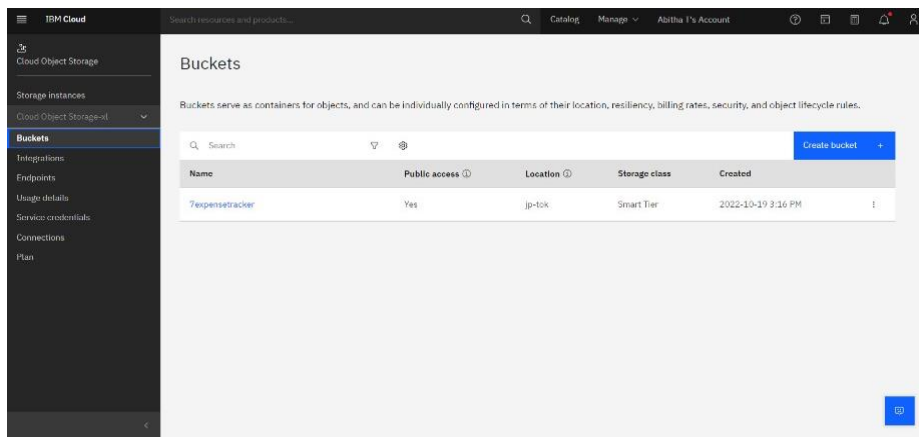 IBM Cloud
Search resources and products...
Catalog
Manage
Abitha T's Account
Cloud Object Storage
Storage instances
Cloud Object Storage-xl
Buckets
Integrations
Endpoints
Usage details
Service credentials
Connections
Plan
Buckets
Buckets serve as containers for objects, and can be individually configured in terms of their location, resiliency, billing rates, security, and object lifecycle rules.
Search
Create bucket +
Name Public access Location Storage class Created
7expensetracker Yes jp-tok Smart Tier 2022-10-19 3:16 PM